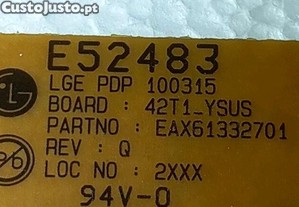 CustoJusto.pt
E52483
LGE PDP 100315
BOARD : 42T1_YSUS
PARTNO : EAX61332701
REV : Q
LOC NO : 2XXX
94V-0